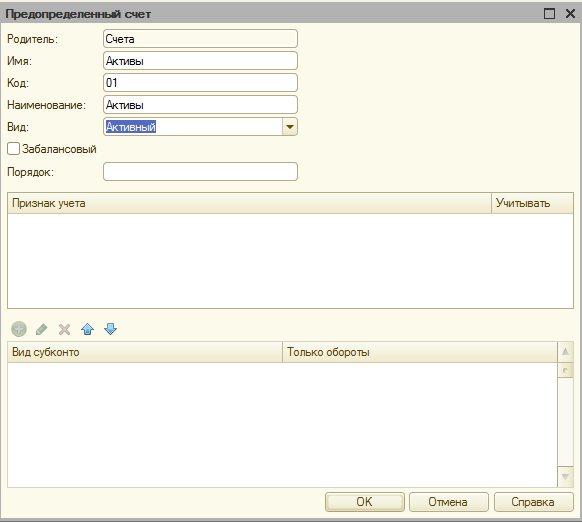 Предопределенный счет
Родитель: Счета
Имя: Активы
Код: 01
Наименование: Активы
Вид: Активный
Забалансовый
Порядок:
Признак учета Учитывать
Вид субконто Только обороты
OK Отмена Справка